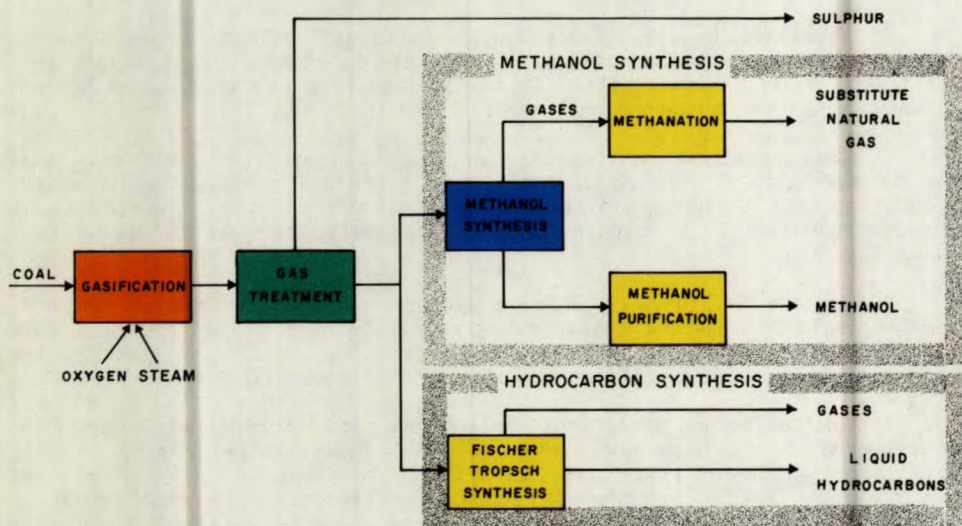 SULPHUR
METHANOL SYNTHESIS
GASES
METHANATION
SUBSTITUTE
NATURAL
GAS
METHANOL
SYNTHESIS
COAL
GASIFICATION
GAS
TREATMENT
METHANOL
PURIFICATION
METHANOL
OXYGEN STEAM
HYDROCARBON SYNTHESIS
GASES
FISCHER
TROPSCH
SYNTHESIS
LIQUID
HYDROCARBONS